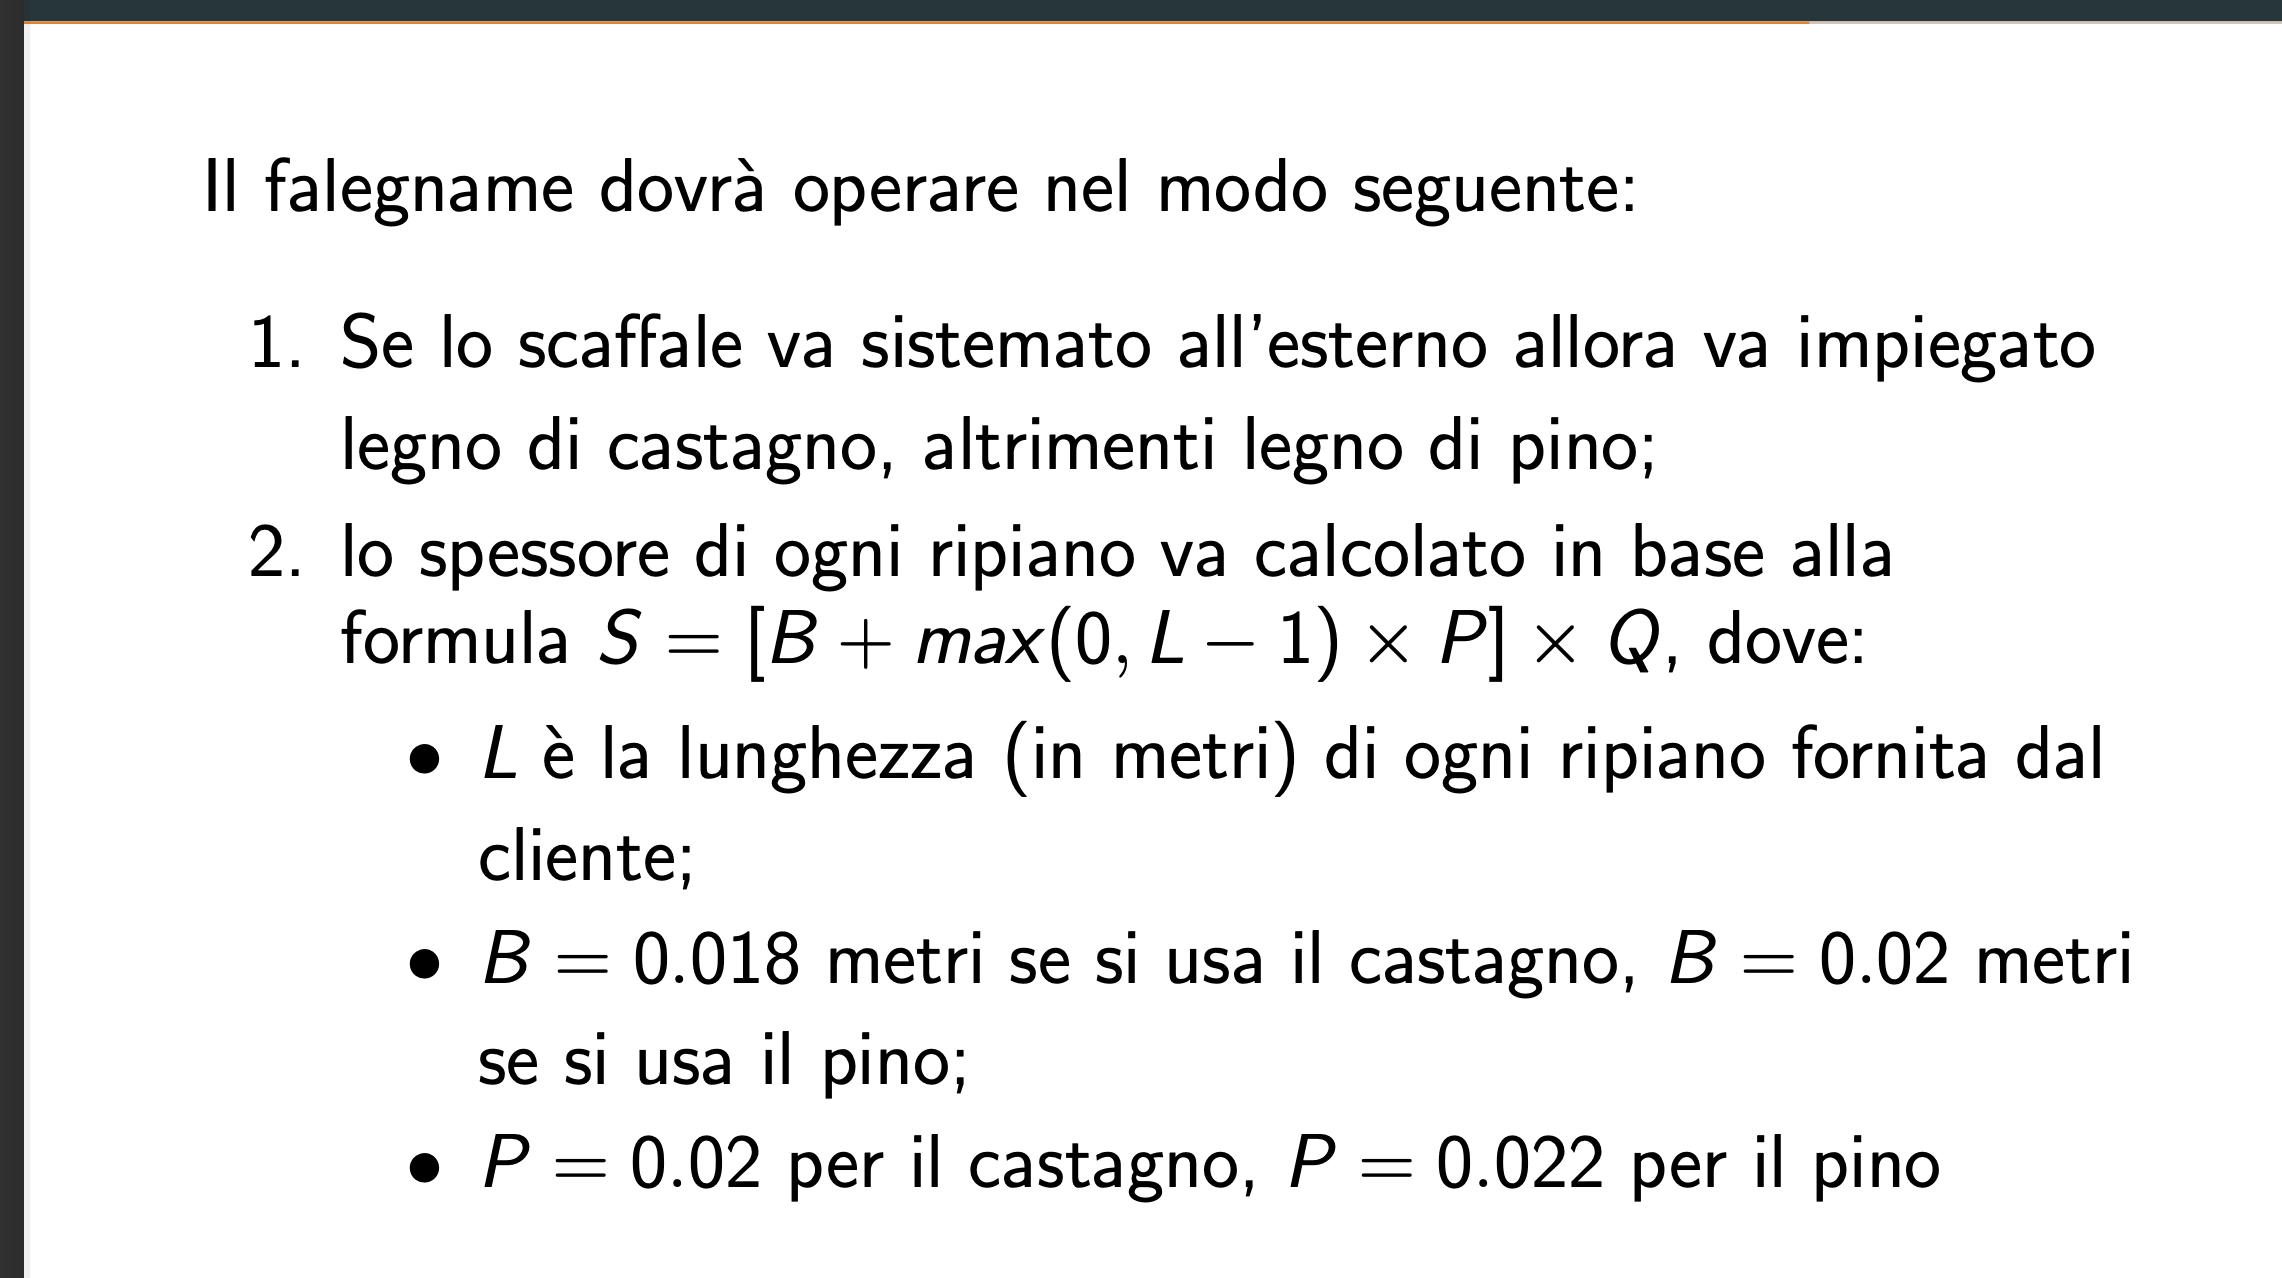 Il falegname dovrà operare nel modo seguente:
1. Se lo scaffale va sistemato all'esterno allora va impiegato
legno di castagno, altrimenti legno di pino;
2. lo spessore di ogni ripiano va calcolato in base alla
formula S = [B + max(0, L − 1) × P] × Q, dove:
• L è la lunghezza (in metri) di ogni ripiano fornita dal
cliente;
• B = 0.018 metri se si usa il castagno, B = 0.02 metri
se si usa il pino;
• P = 0.02 per il castagno, P = 0.022 per il pino